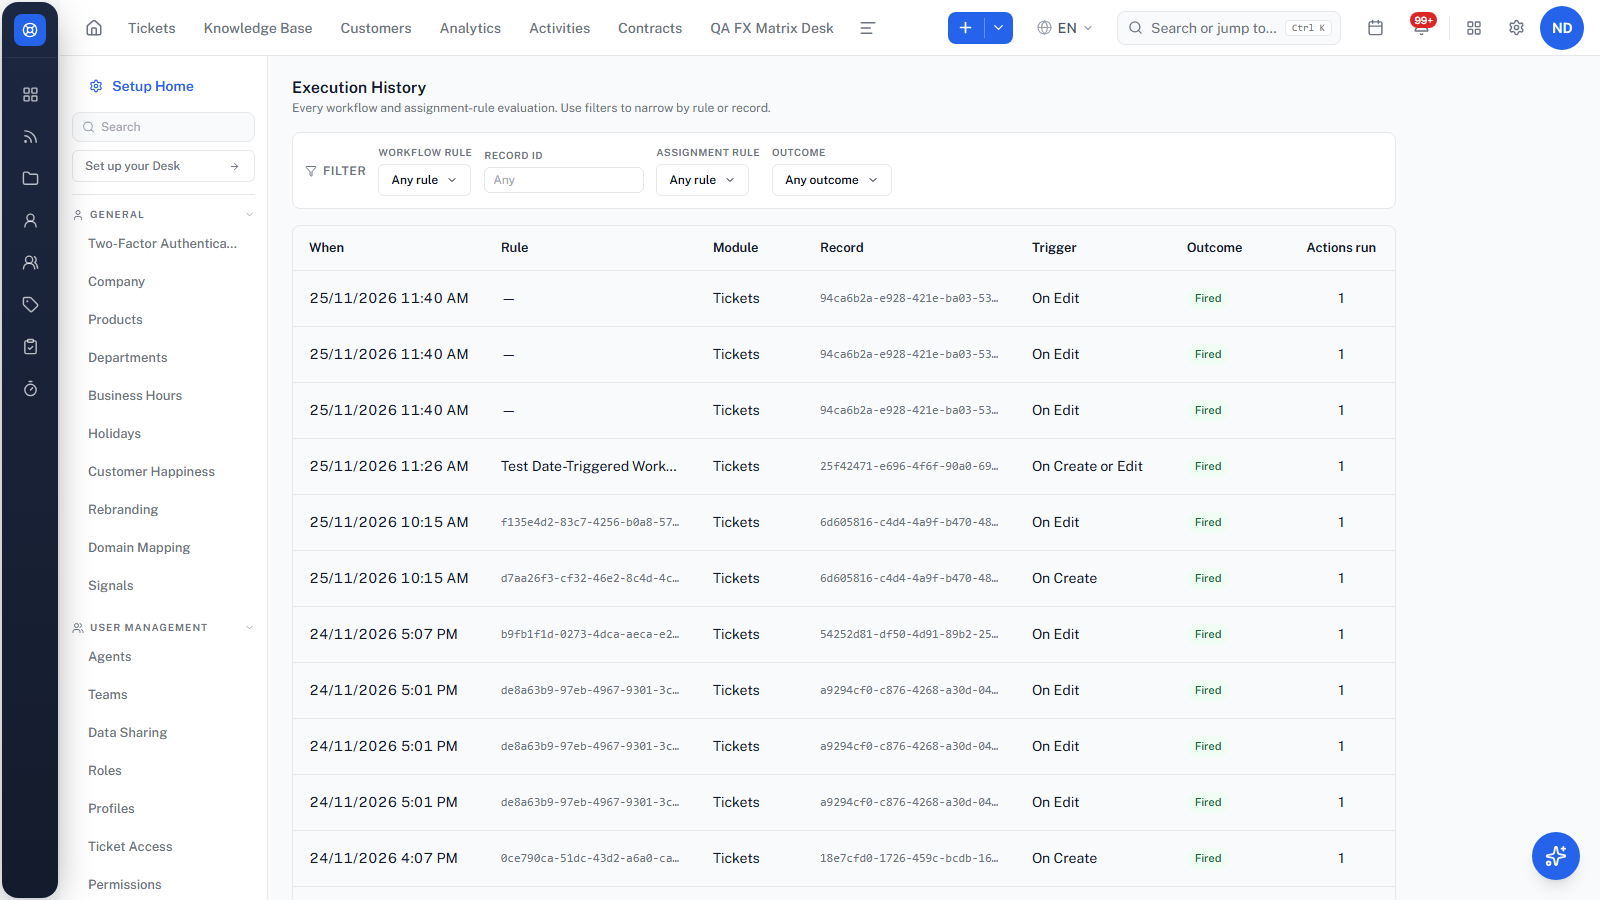 Tickets
Knowledge Base
Customers
Analytics
Activities
Contracts
QA FX Matrix Desk
EN
Search or jump to...
Ctrl K
99+
ND
Setup Home
Search
Set up your Desk
GENERAL
Two-Factor Authentica...
Company
Products
Departments
Business Hours
Holidays
Customer Happiness
Rebranding
Domain Mapping
Signals
USER MANAGEMENT
Agents
Teams
Data Sharing
Roles
Profiles
Ticket Access
Permissions
Execution History
Every workflow and assignment-rule evaluation. Use filters to narrow by rule or record.
FILTER
WORKFLOW RULE
Any rule
RECORD ID
Any
ASSIGNMENT RULE
Any rule
OUTCOME
Any outcome
When Rule Module Record Trigger Outcome Actions run
25/11/2026 11:40 AM — Tickets 94ca6b2a-e928-421e-ba03-53… On Edit Fired 1
25/11/2026 11:40 AM — Tickets 94ca6b2a-e928-421e-ba03-53… On Edit Fired 1
25/11/2026 11:40 AM — Tickets 94ca6b2a-e928-421e-ba03-53… On Edit Fired 1
25/11/2026 11:26 AM Test Date-Triggered Work... Tickets 25f42471-e696-4f6f-90a0-69… On Create or Edit Fired 1
25/11/2026 10:15 AM f135e4d2-83c7-4256-b0a8-57… Tickets 6d605816-c4d4-4a9f-b470-48… On Edit Fired 1
25/11/2026 10:15 AM d7aa26f3-cf32-46e2-8c4d-4c… Tickets 6d605816-c4d4-4a9f-b470-48… On Create Fired 1
24/11/2026 5:07 PM b9fb1f1d-0273-4dca-aeca-e2… Tickets 54252d81-df50-4d91-89b2-25… On Edit Fired 1
24/11/2026 5:01 PM de8a63b9-97eb-4967-9301-3c… Tickets a9294cf0-c876-4268-a30d-04… On Edit Fired 1
24/11/2026 5:01 PM de8a63b9-97eb-4967-9301-3c… Tickets a9294cf0-c876-4268-a30d-04… On Edit Fired 1
24/11/2026 5:01 PM de8a63b9-97eb-4967-9301-3c… Tickets a9294cf0-c876-4268-a30d-04… On Edit Fired 1
24/11/2026 4:07 PM 0ce790ca-51dc-43d2-a6a0-ca… Tickets 18e7cfd0-1726-459c-bcdb-16… On Create Fired 1